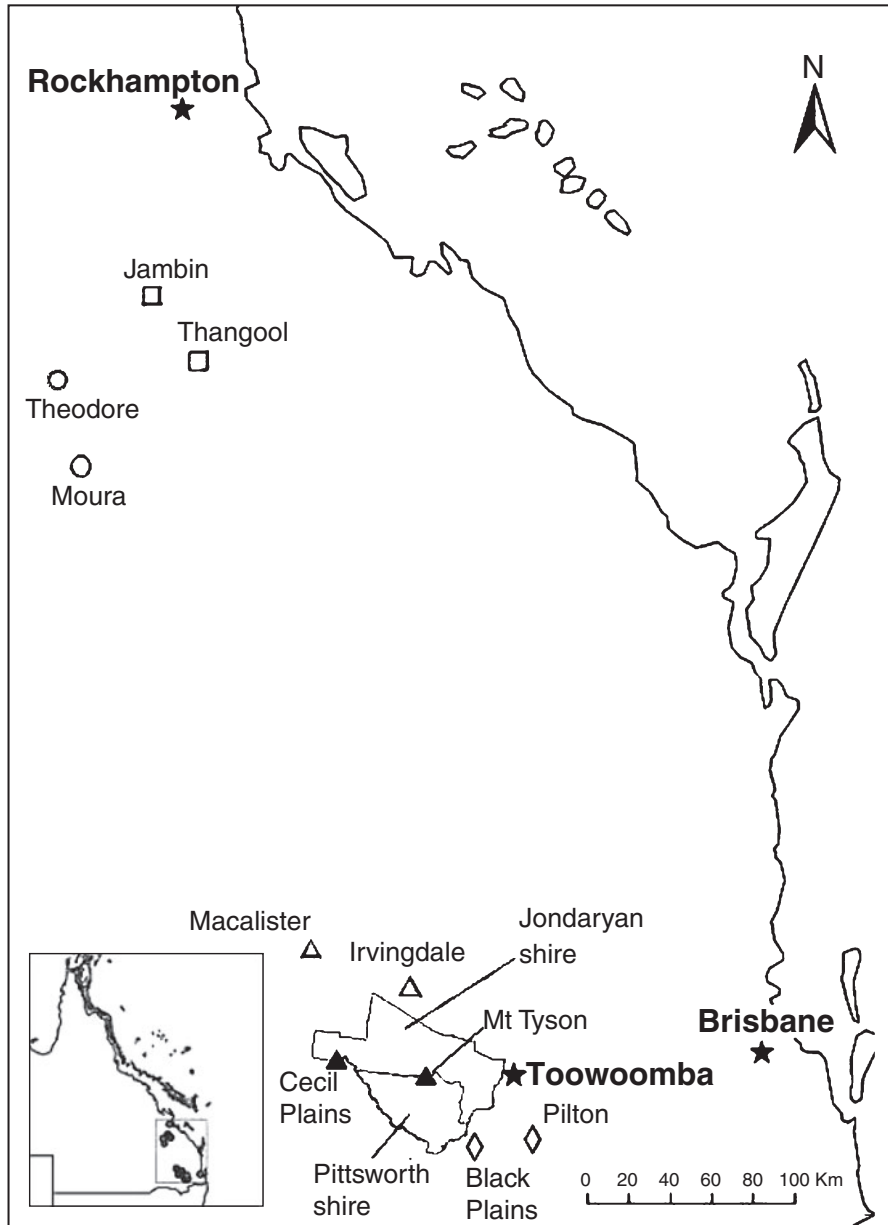 N
Rockhampton
Jambin
Thangool
Theodore
Moura
Macalister
Jondaryan
shire
Irvingdale
Mt Tyson
Brisbane
Cecil
Plains
Toowoomba
Pilton
Pittsworth
shire
Black
Plains
0 20 40 60 80 100 Km